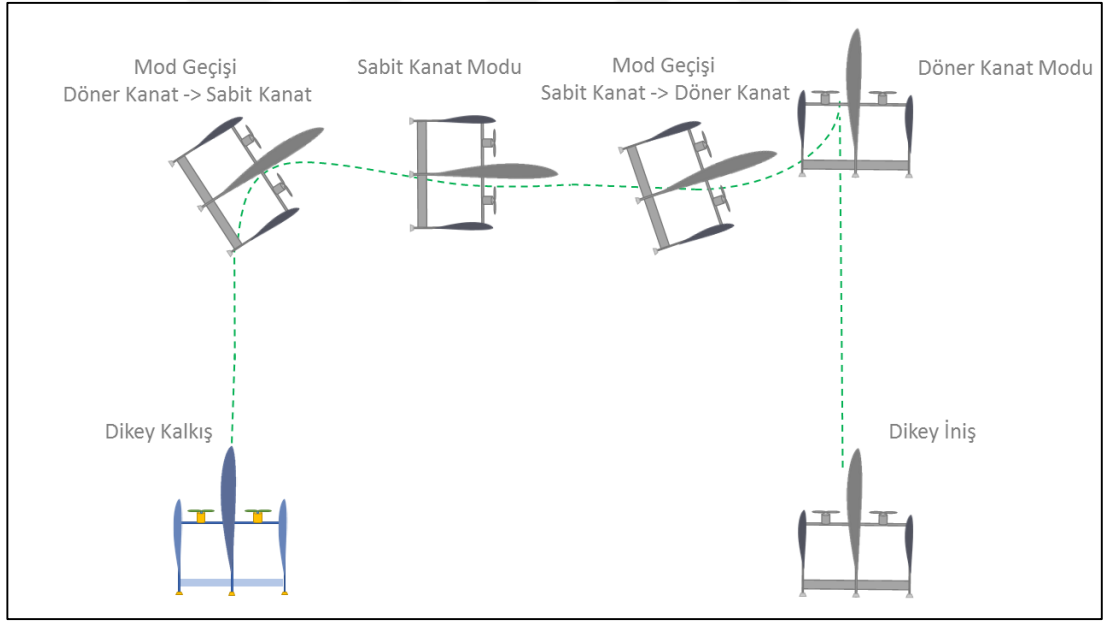 Mod Geçişi
Döner Kanat -> Sabit Kanat
Sabit Kanat Modu
Mod Geçişi
Sabit Kanat -> Döner Kanat
Döner Kanat Modu
Dikey Kalkış
Dikey İniş